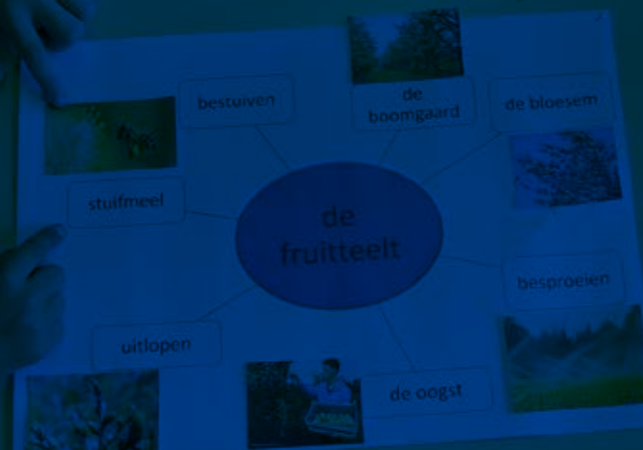 bestuiven
de
boomgaard
de bloesem
stuifmeel
de
fruitteelt
besproeien
uitlopen
de oogst